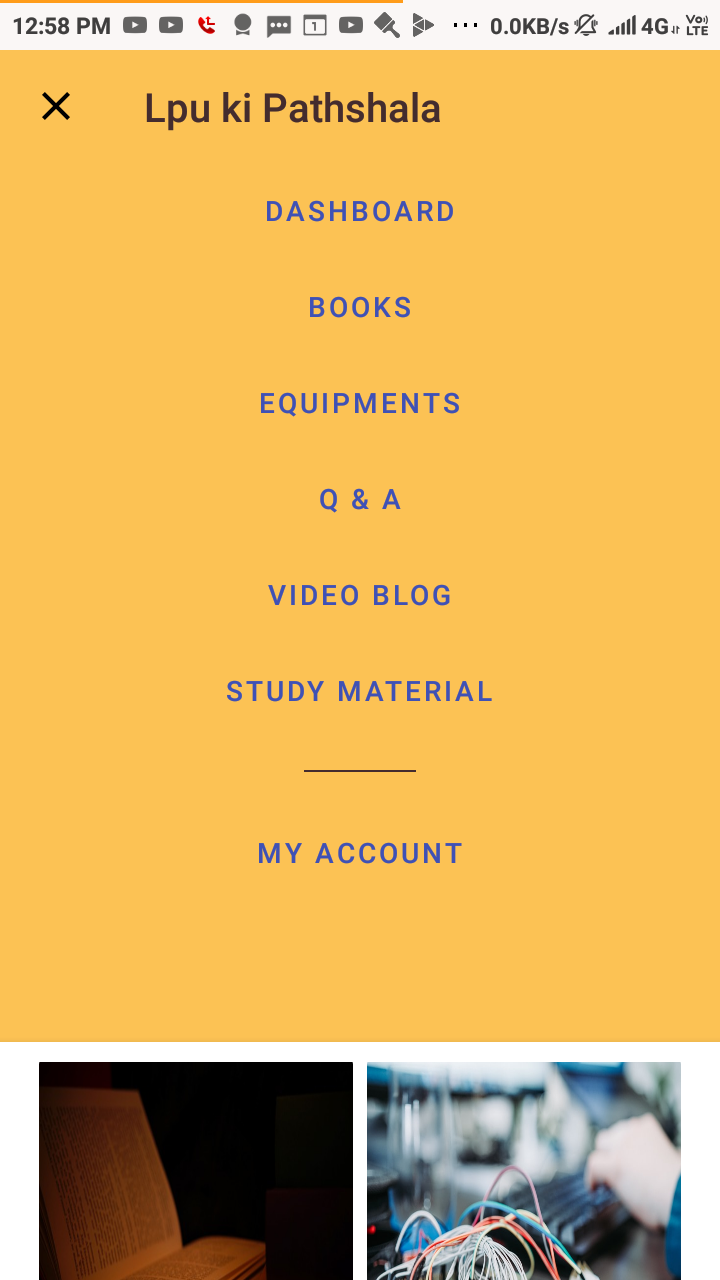 12:58 PM 1 ... 0.0KB/s 4G Vo) LTE
Lpu ki Pathshala
DASHBOARD
BOOKS
EQUIPMENTS
Q & A
VIDEO BLOG
STUDY MATERIAL
MY ACCOUNT